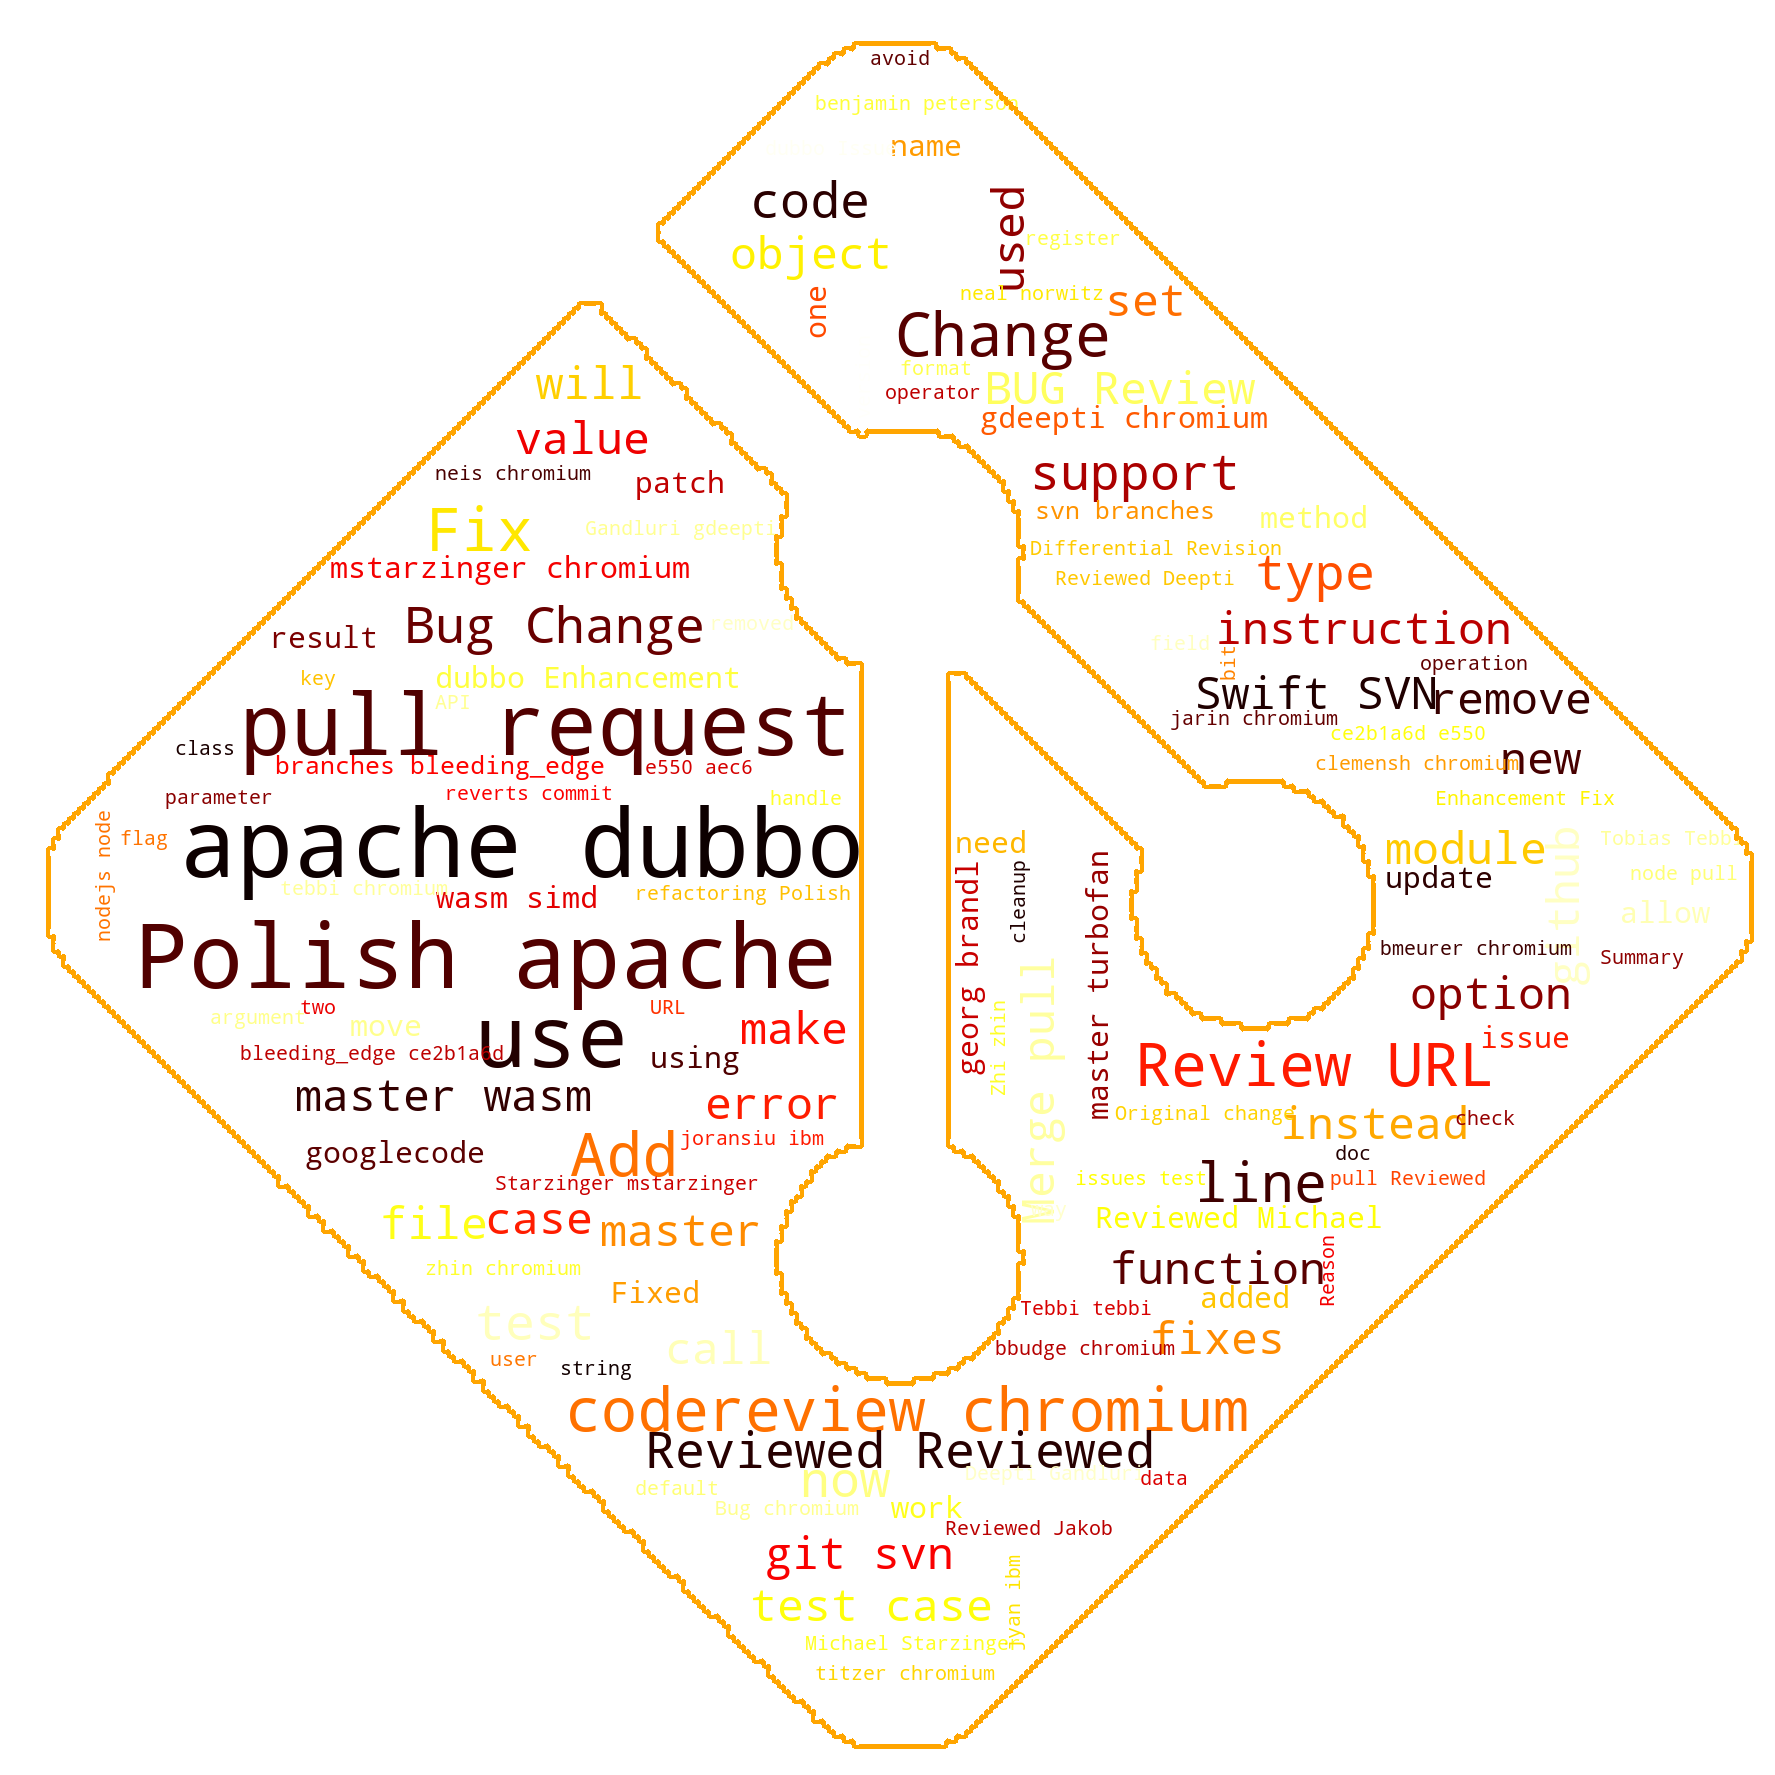 avoid
benjamin peterson
name
code
used
object
register
neal norwitz
set
one
Change
format
operator
BUG Review
gdeepti chromium
will
value
neis chromium
patch
support
svn branches
method
Fix
Gandluri gdeepti
Differential Revision
mstarzinger chromium
Reviewed Deepti
type
Bug Change
removed
result
instruction
field
bit
operation
key
dubbo Enhancement
API
Swift SVN
remove
jarin chromium
pull request
class
ce2b1a6d e550
new
branches bleeding_edge
e550 aec6
clemensh chromium
parameter
reverts commit
handle
Enhancement Fix
nodejs node
flag
apache dubbo
need
module
github
Tobias Tebbi
node pull
update
tebbi chromium
wasm simd
refactoring Polish
georg brandl
cleanup
master turbofan
allow
bmeurer chromium
Summary
Polish apache
option
two
URL
argument
move
use
make
Zhi zhin
Merge pull
issue
bleeding_edge ce2b1a6d
using
Review URL
master wasm
error
Original change
instead
check
googlecode
Add
joransiu ibm
doc
Starzinger mstarzinger
issues test
line
pull Reviewed
file
case
master
Reviewed Michael
zhin chromium
function
Reason
Fixed
added
Tebbi tebbi
test
call
bbudge chromium
fixes
user
string
codereview chromium
Reviewed Reviewed
now
Deepti Gandluri
data
default
Bug chromium
work
Reviewed Jakob
git svn
jyan ibm
test case
Michael Starzinger
titzer chromium